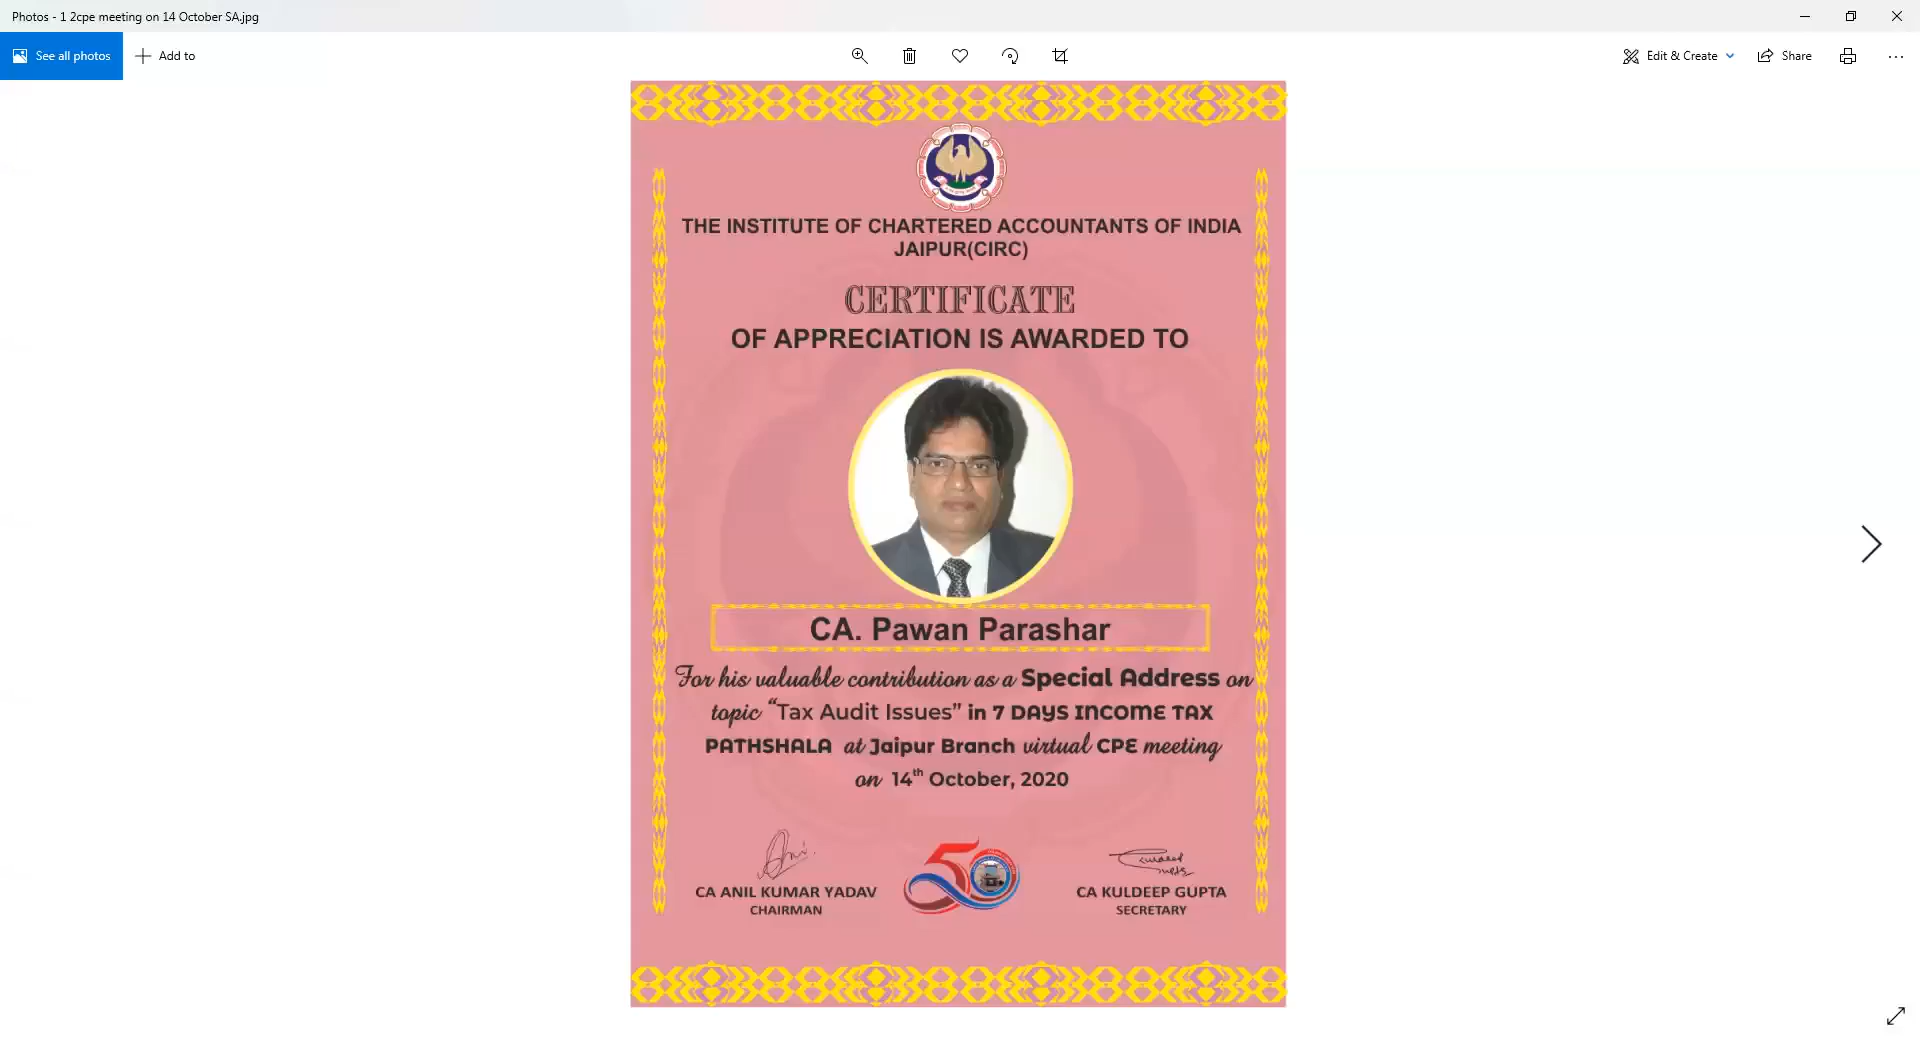 Photos - 1 2cpe meeting on 14 October SA.jpg
See all photos
Add to
Edit & Create
Share
THE INSTITUTE OF CHARTERED ACCOUNTANTS OF INDIA
JAIPUR(CIRC)
CERTIFICATE
OF APPRECIATION IS AWARDED TO
CA. Pawan Parashar
For his valuable contribution as a Special Address on
topic “Tax Audit Issues” in 7 DAYS INCOME TAX
PATHSHALA at Jaipur Branch virtual CPE meeting
on 14th October, 2020
50
CA ANIL KUMAR YADAV
CHAIRMAN
CA KULDEEP GUPTA
SECRETARY